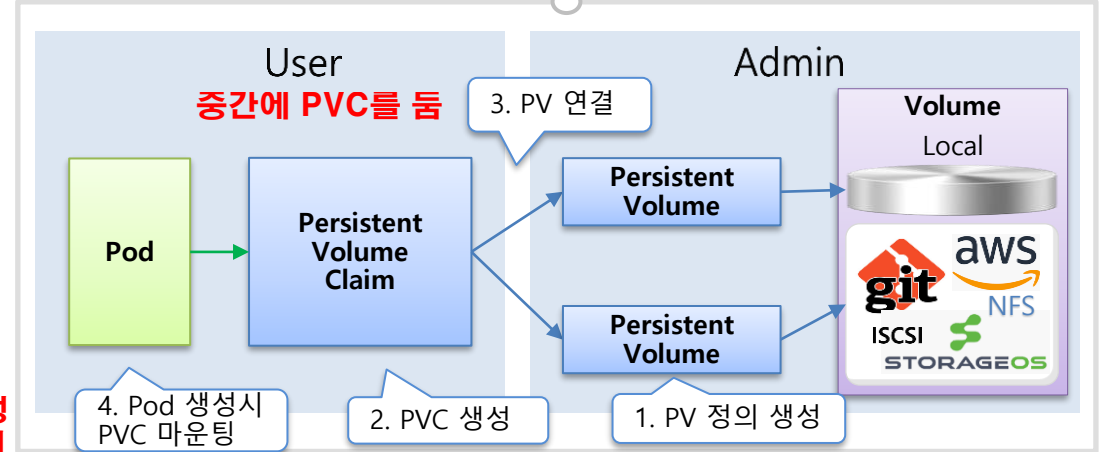 User
Admin
중간에 PVC를 둠
3. PV 연결
Volume
Local
Pod
Persistent
Volume
Claim
Persistent
Volume
Persistent
Volume
git
aws
NFS
ISCSI
STORAGEOS
4. Pod 생성시
PVC 마운팅
2. PVC 생성
1. PV 정의 생성